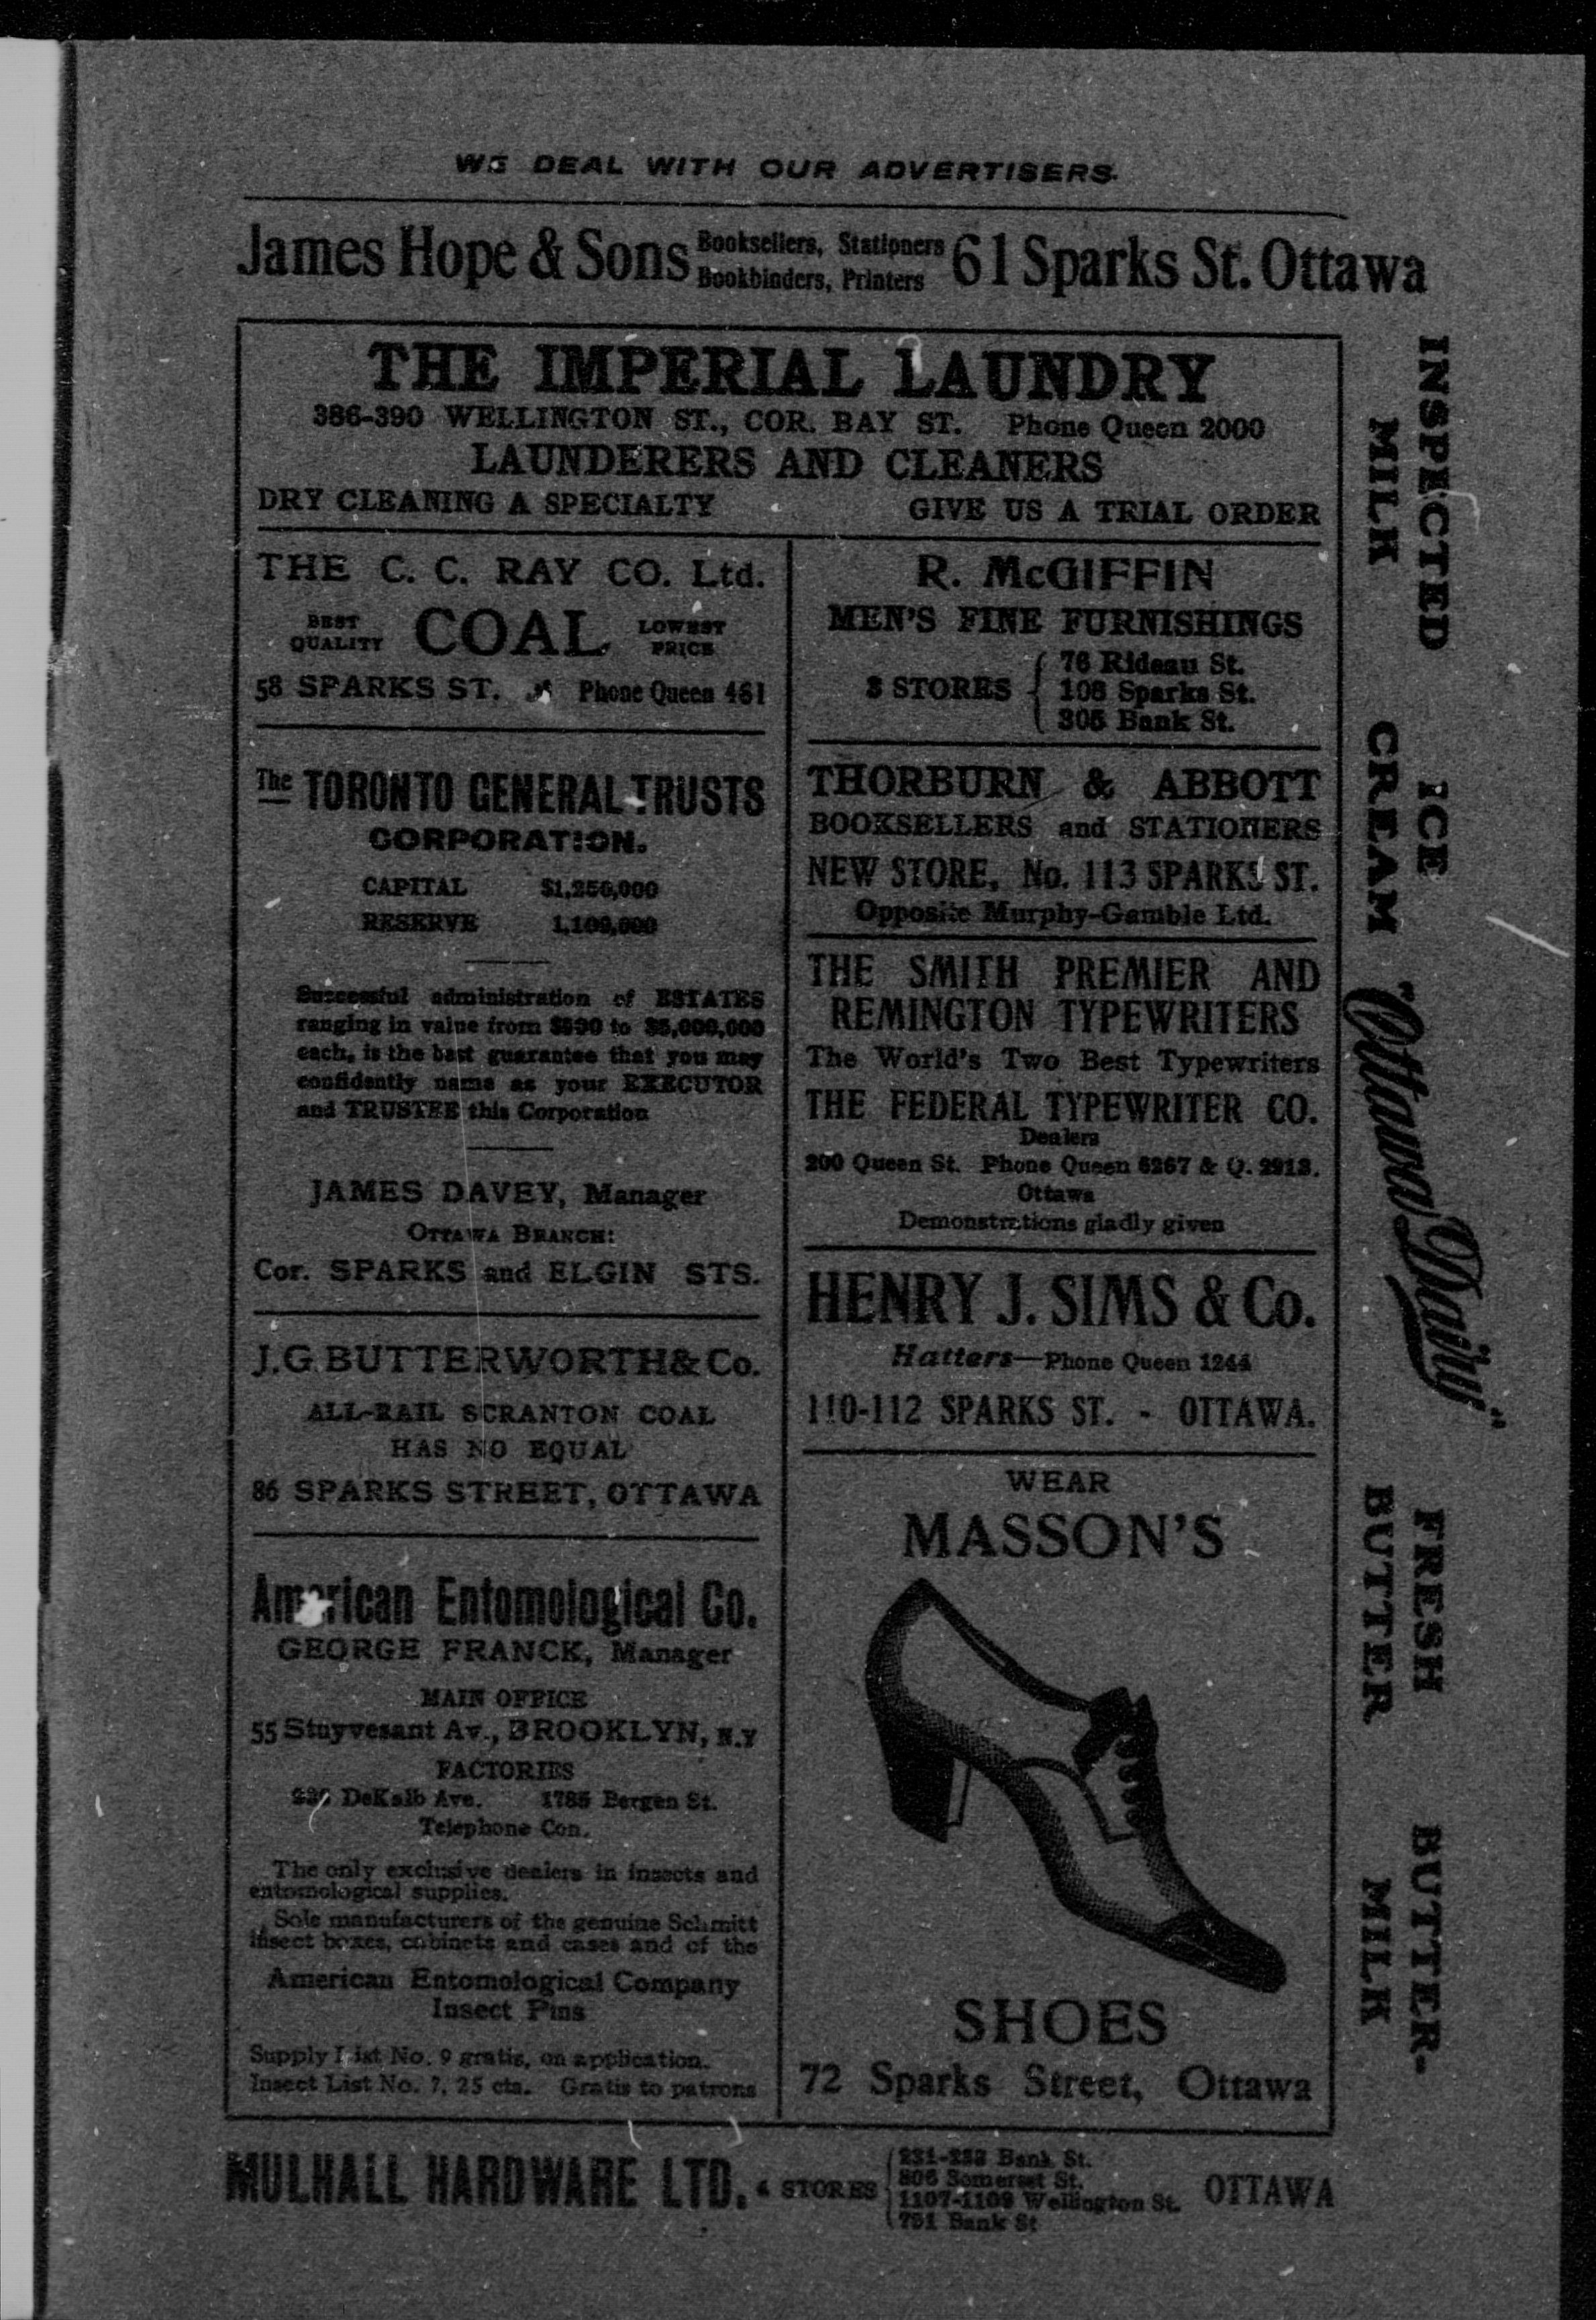 WE DEAL WITH OUR ADVERTISERS.
James Hope & Sons Booksellers, Stationers
Bookbinders, Printers 61 Sparks St. Ottawa
THE IMPERIAL LAUNDRY
386-390 WELLINGTON ST., COR. BAY ST. Phone Queen 2000
LAUNDERERS AND CLEANERS
DRY CLEANING A SPECIALTY GIVE US A TRIAL ORDER
THE C. C. RAY CO. Ltd.
BEST QUALITY COAL LOWEST PRICE
58 SPARKS ST. Phone Queen 461
The TORONTO GENERAL TRUSTS
CORPORATION.
CAPITAL $1,250,000
RESERVE 1,100,000
Successful administration of ESTATES
ranging in value from $500 to $5,000,000
each, is the best guarantee that you may
confidently name as your EXECUTOR
and TRUSTEE this Corporation
JAMES DAVEY, Manager
OTTAWA BRANCH:
Cor. SPARKS and ELGIN STS.
J.G. BUTTERWORTH & Co.
ALL-RAIL SCRANTON COAL
HAS NO EQUAL
86 SPARKS STREET, OTTAWA
American Entomological Co.
GEORGE FRANCK, Manager
MAIN OFFICE
55 Stuyvesant Av., BROOKLYN, N.Y
FACTORIES
DeKalb Ave. 1785 Bergen St.
Telephone Con.
The only exclusive dealers in insects and
entomological supplies.
Sole manufacturers of the genuine Schmitt
insect boxes, cabinets and cases and of the
American Entomological Company
Insect Pins
Supply List No. 9 gratis, on application.
Insect List No. 7, 25 cts. Gratis to patrons
R. McGIFFIN
MEN'S FINE FURNISHINGS
3 STORES
76 Rideau St.
108 Sparks St.
305 Bank St.
THORBURN & ABBOTT
BOOKSELLERS and STATIONERS
NEW STORE, No. 113 SPARKS ST.
Opposite Murphy-Gamble Ltd.
THE SMITH PREMIER AND
REMINGTON TYPEWRITERS
The World's Two Best Typewriters
THE FEDERAL TYPEWRITER CO.
Dealers
200 Queen St. Phone Queen 6267 & Q. 2913.
Ottawa
Demonstrations gladly given
HENRY J. SIMS & Co.
Hatters—Phone Queen 1244
110-112 SPARKS ST. - OTTAWA.
WEAR
MASSON'S
SHOES
72 Sparks Street, Ottawa
INSPECTED
MILK
ICE
CREAM
"Ottawa Dairy"
FRESH
BUTTER
BUTTER-
MILK
MULHALL HARDWARE LTD. 4 STORES
231-233 Bank St.
806 Somerset St.
1107-1109 Wellington St.
791 Bank St
OTTAWA